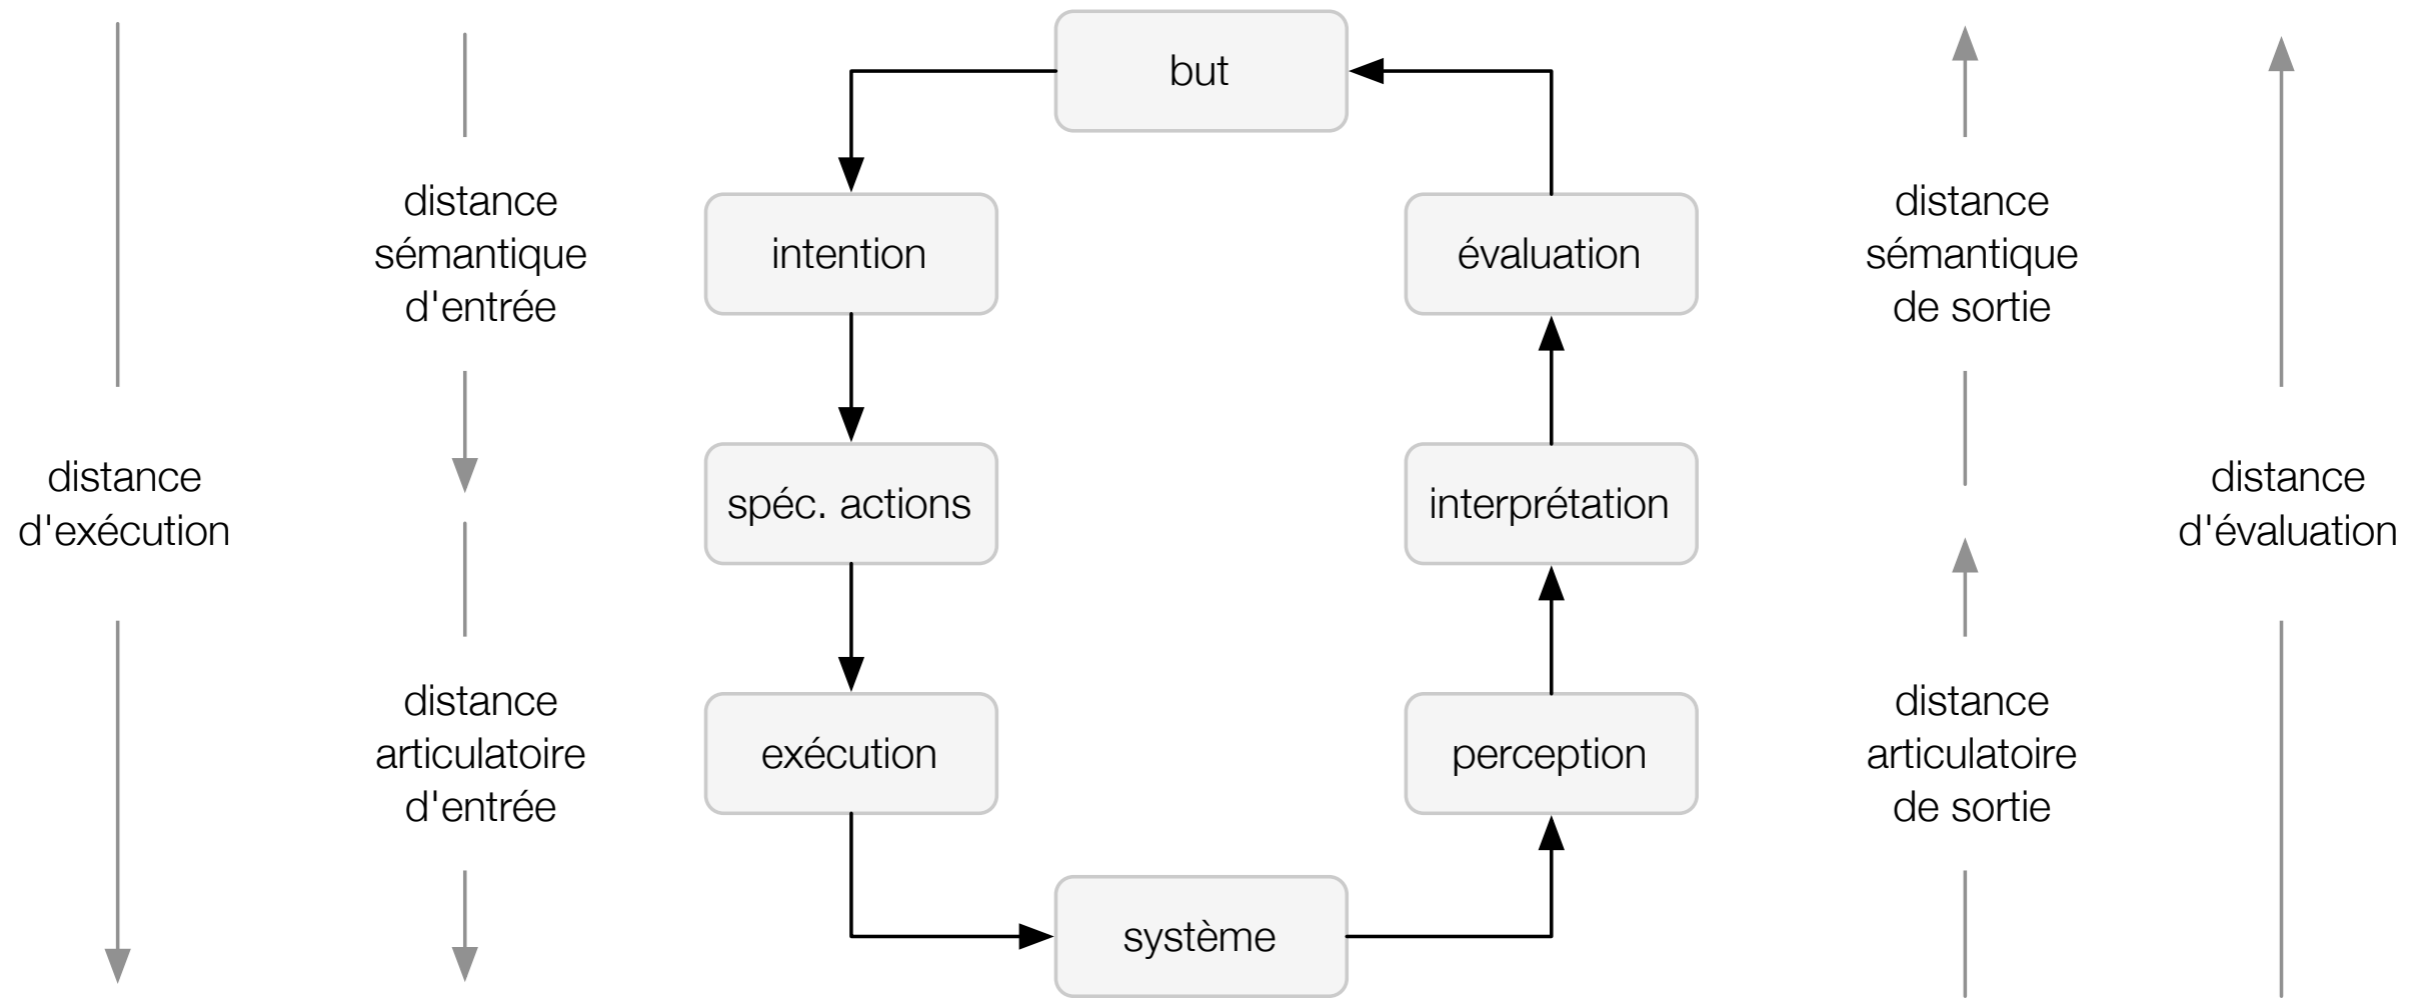 but
distance
sémantique
d'entrée
intention
évaluation
distance
sémantique
de sortie
distance
d'exécution
spéc. actions
interprétation
distance
d'évaluation
distance
articulatoire
d'entrée
exécution
perception
distance
articulatoire
de sortie
système